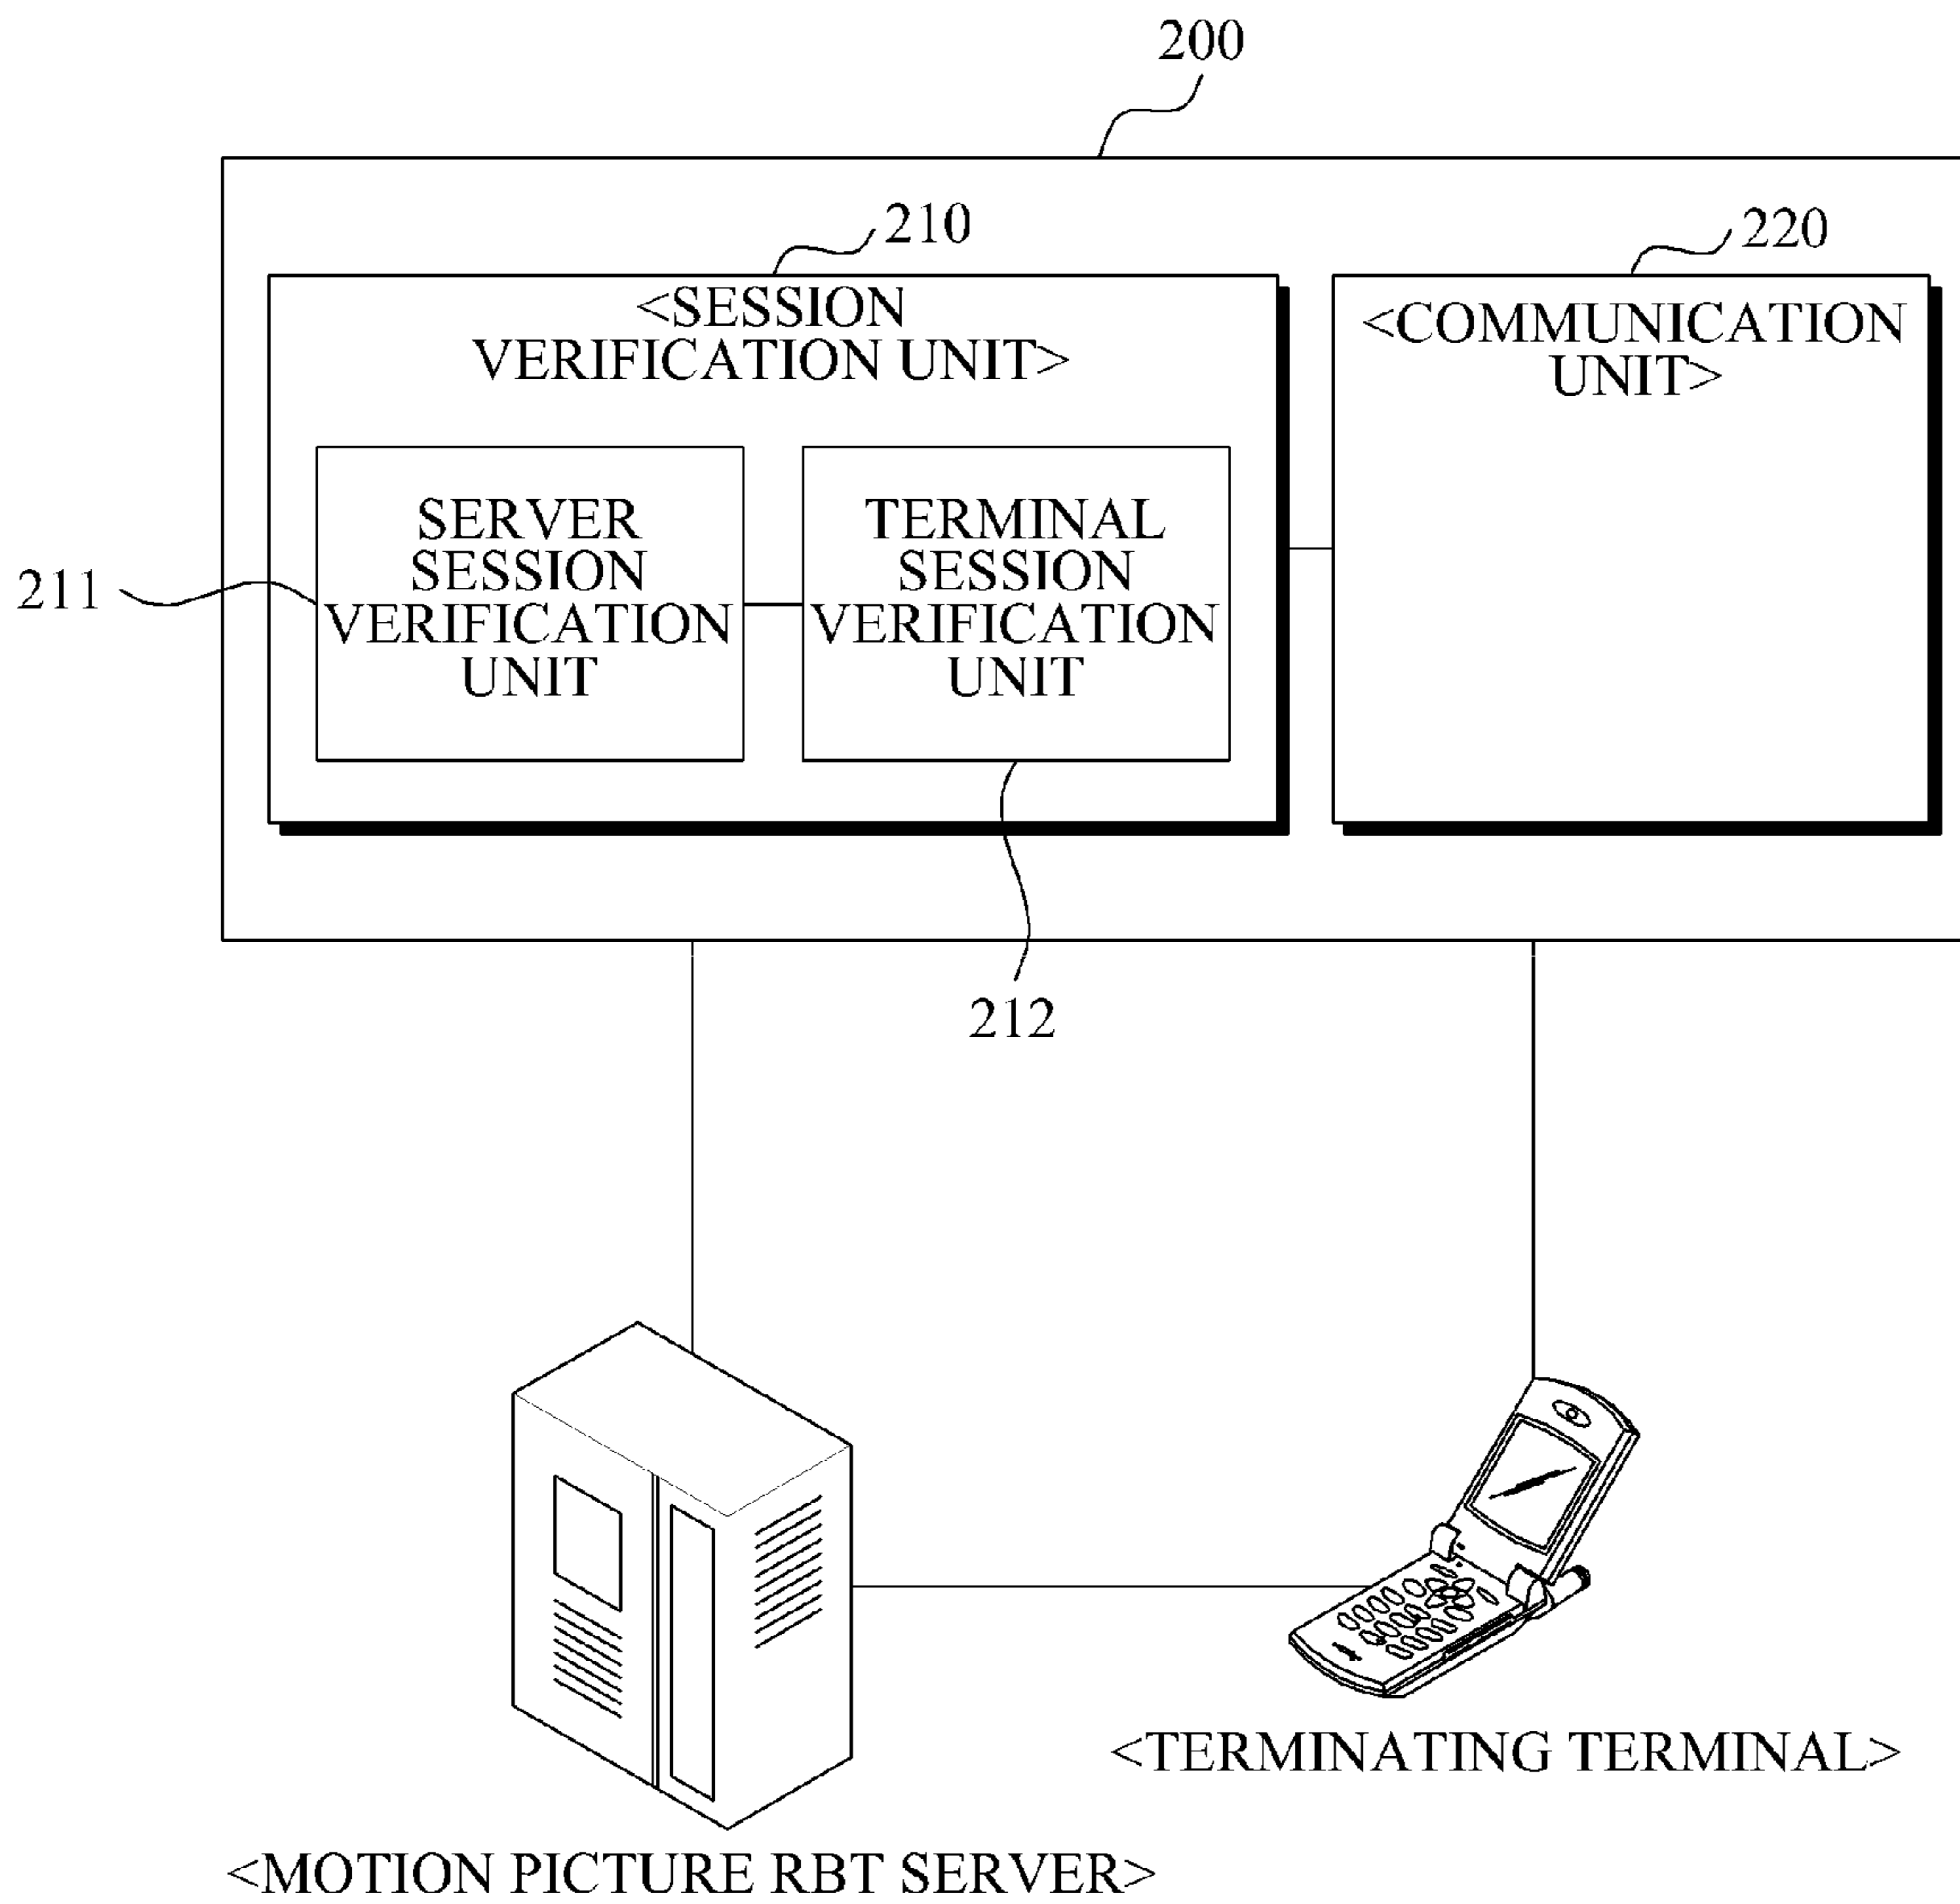 200
210
220
<SESSION
VERIFICATION UNIT>
<COMMUNICATION
UNIT>
SERVER
SESSION
VERIFICATION
UNIT
TERMINAL
SESSION
VERIFICATION
UNIT
211
212
<TERMINATING TERMINAL>
<MOTION PICTURE RBT SERVER>